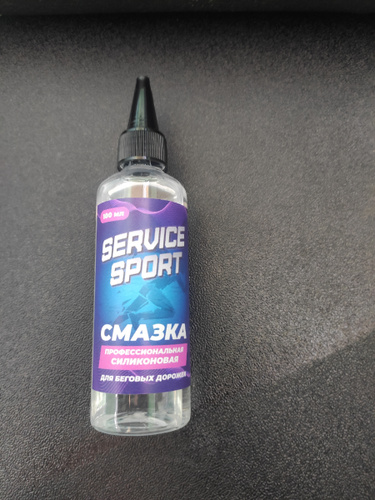 100 мл
SERVICE
SPORT
СМАЗКА
ПРОФЕССИОНАЛЬНАЯ
СИЛИКОНОВАЯ
ДЛЯ БЕГОВЫХ ДОРОЖЕК